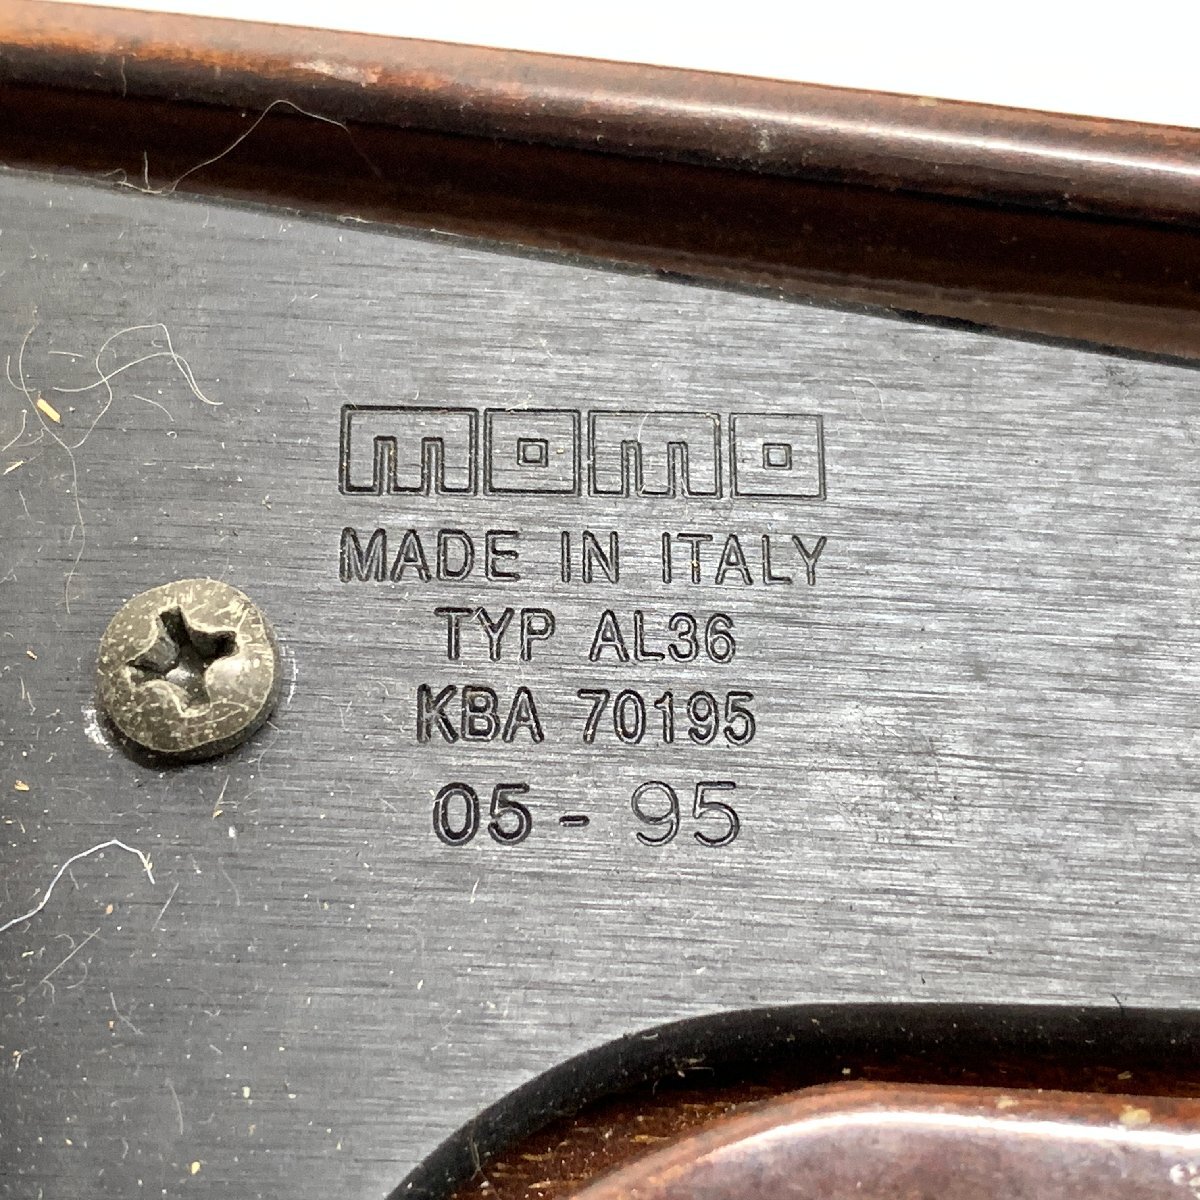 momo
MADE IN ITALY
TYP AL36
KBA 70195
05 - 95